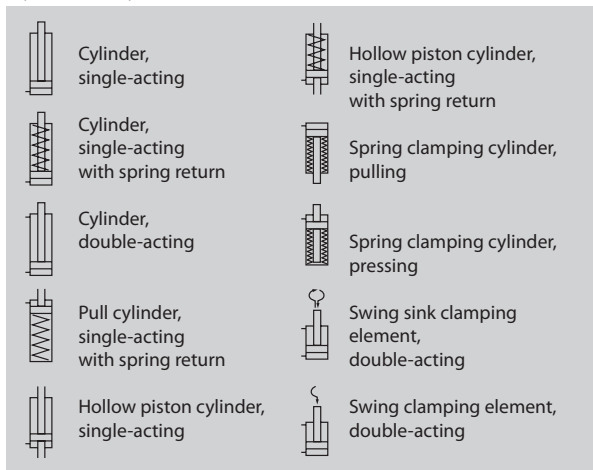 Cylinder,
single-acting
Cylinder,
single-acting
with spring return
Cylinder,
double-acting
Pull cylinder,
single-acting
with spring return
Hollow piston cylinder,
single-acting
Hollow piston cylinder,
single-acting
with spring return
Spring clamping cylinder,
pulling
Spring clamping cylinder,
pressing
Swing sink clamping
element,
double-acting
Swing clamping element,
double-acting